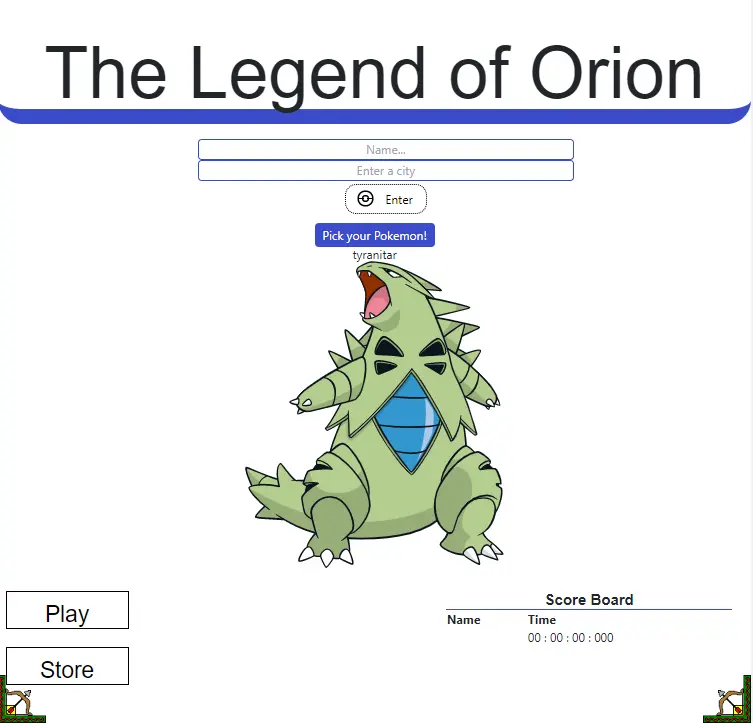 The Legend of Orion
Name...
Enter a city
Enter
Pick your Pokemon!
tyranitar
Play
Store
Score Board
Name Time
00 : 00 : 00 : 000